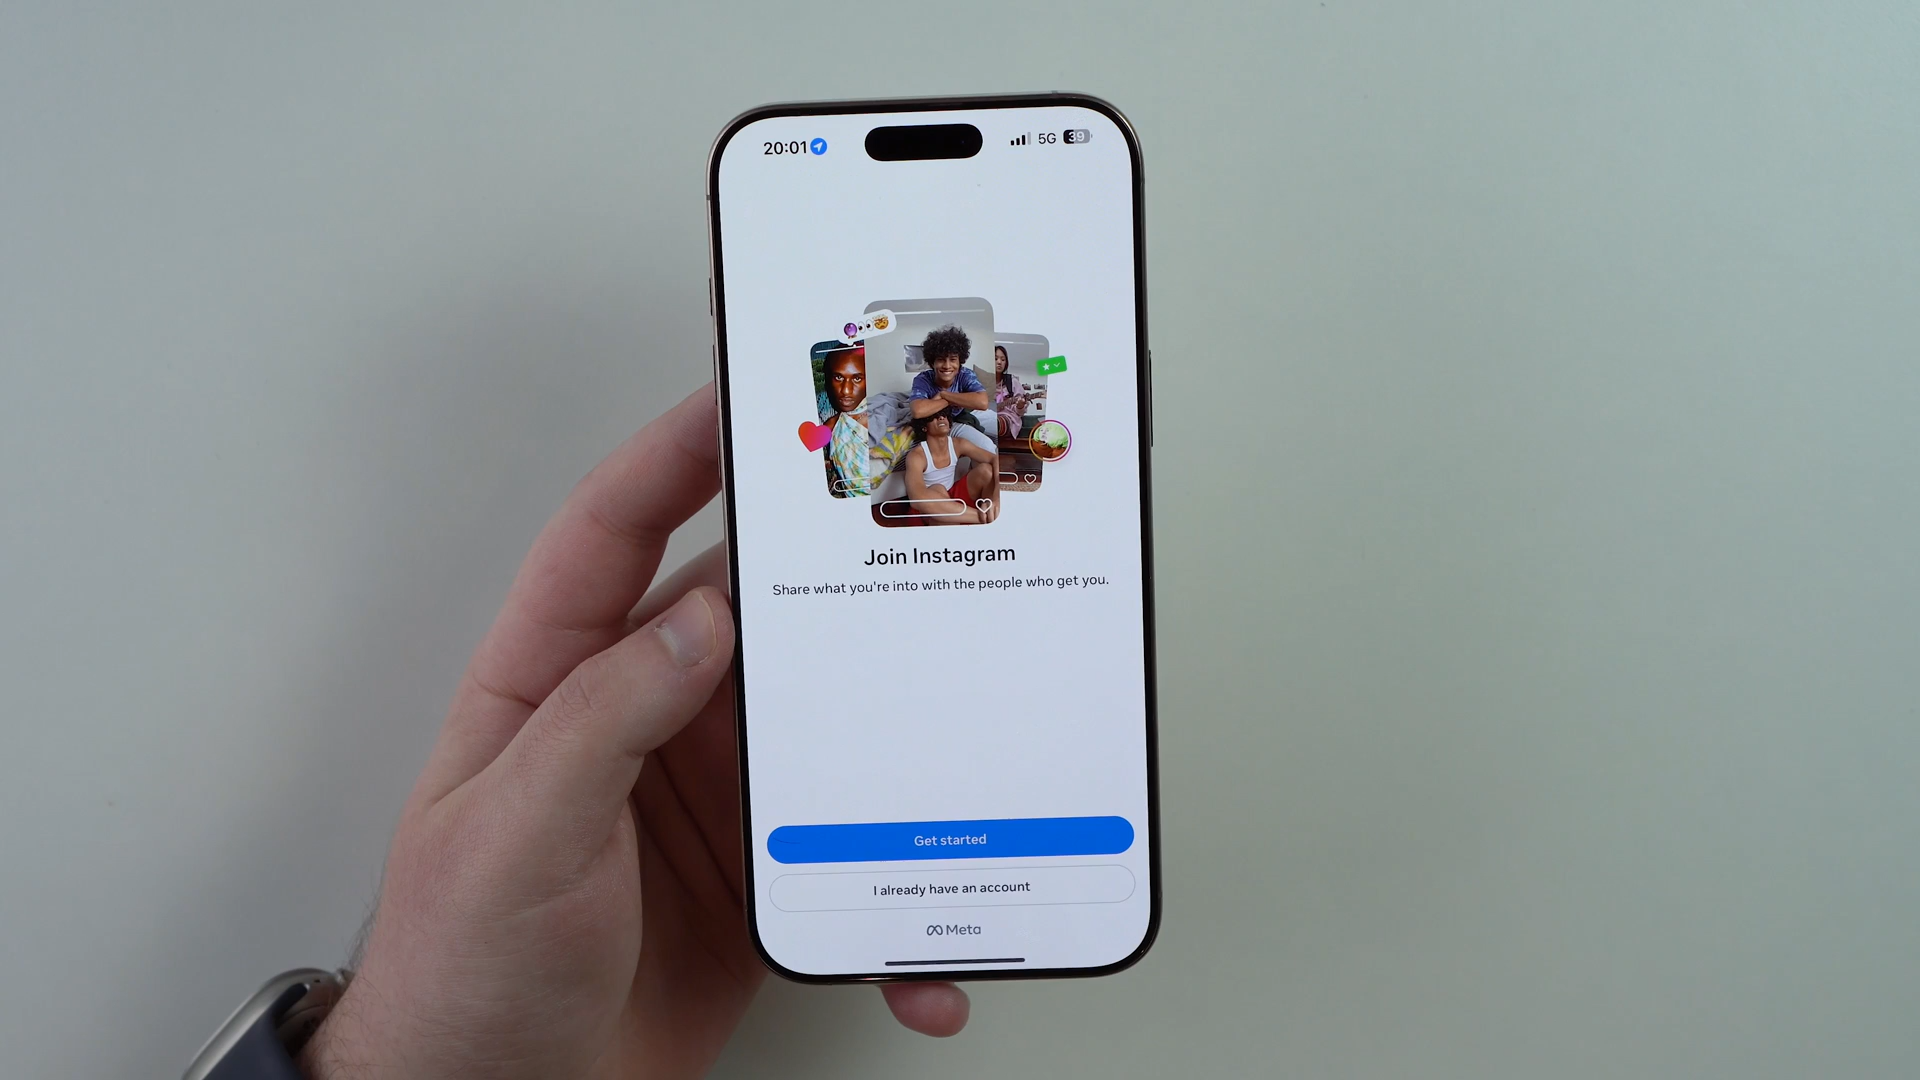 20:01 5G 39
Join Instagram
Share what you're into with the people who get you.
Get started
I already have an account
Meta